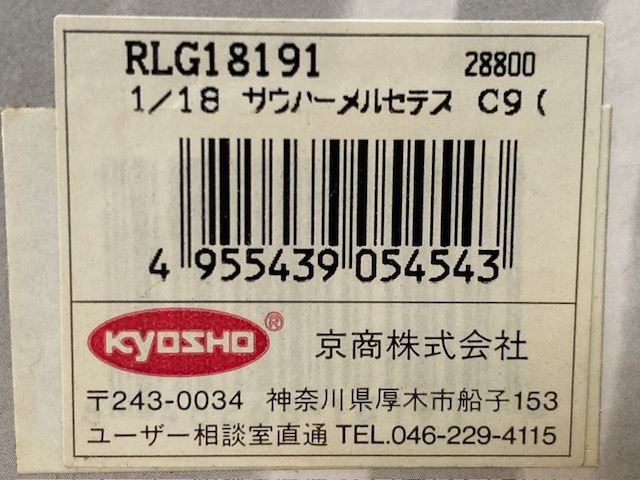 RLG18191 28800
1/18 サウハーメルセテス C9 (
4 955439 054543
KYOSHO ® 京商株式会社
〒243-0034 神奈川県厚木市船子153
ユーザー相談室直通 TEL.046-229-4115